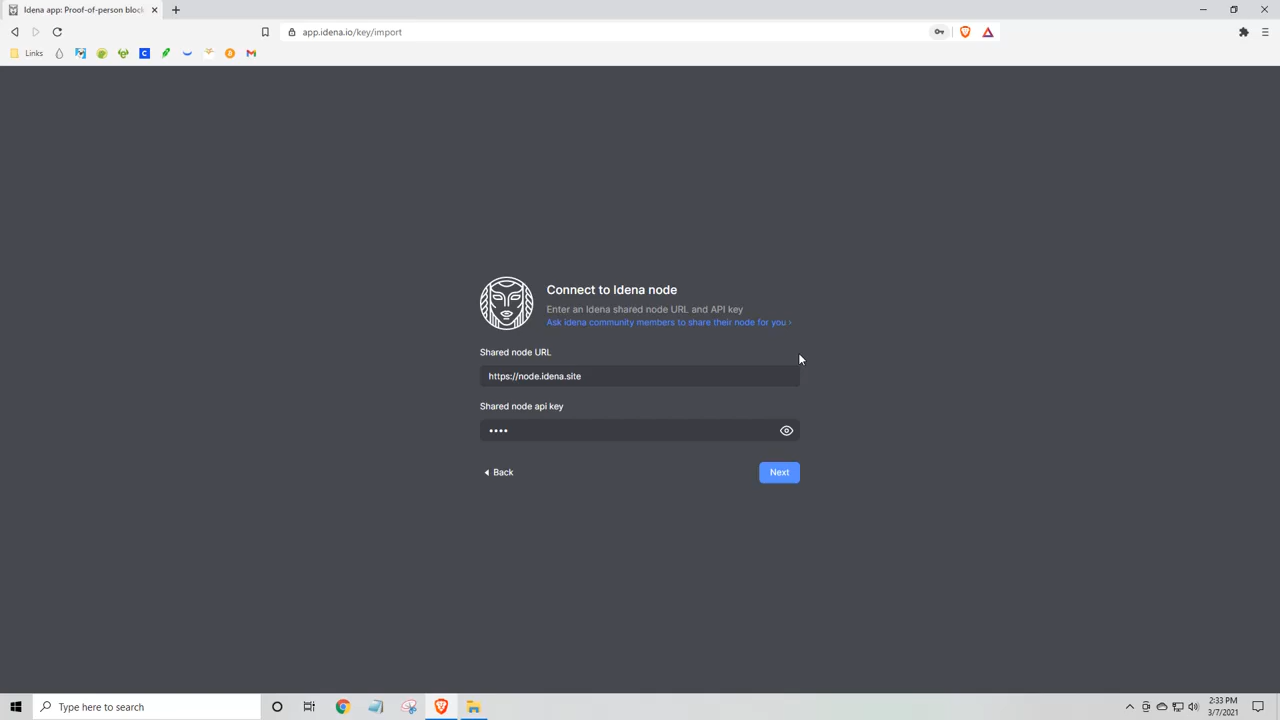 Idena app: Proof-of-person block
app.idena.io/key/import
Links
Connect to Idena node
Enter an Idena shared node URL and API key
Ask idena community members to share their node for you ›
Shared node URL
https://node.idena.site
Shared node api key
••••
Back
Next
Type here to search
2:33 PM
3/7/2021